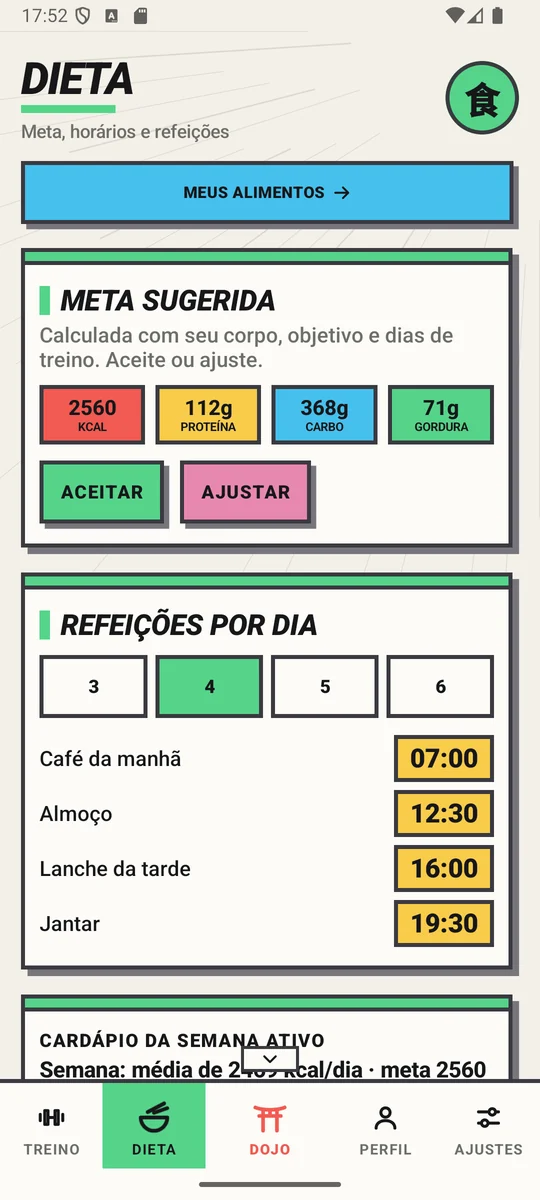 17:52
DIETA
食
Meta, horários e refeições
MEUS ALIMENTOS →
META SUGERIDA
Calculada com seu corpo, objetivo e dias de
treino. Aceite ou ajuste.
2560 112g 368g 71g
KCAL PROTEÍNA CARBO GORDURA
ACEITAR AJUSTAR
REFEIÇÕES POR DIA
3 4 5 6
Café da manhã 07:00
Almoço 12:30
Lanche da tarde 16:00
Jantar 19:30
CARDÁPIO DA SEMANA ATIVO
Semana: média de kcal/dia · meta 2560
TREINO DIETA DOJO PERFIL AJUSTES